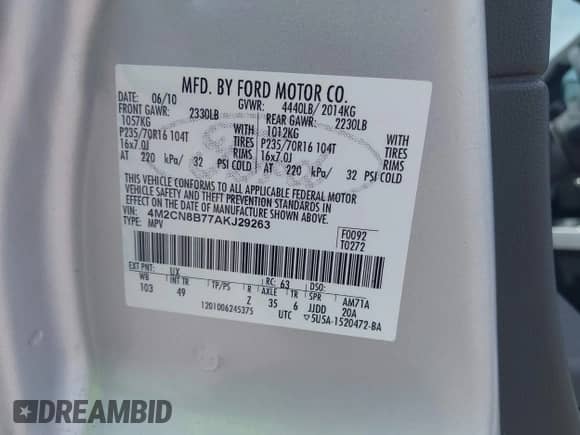 MFD. BY FORD MOTOR CO.
DATE: 06/10 GVWR: 4440LB/ 2014KG
FRONT GAWR: 2330LB REAR GAWR: 2230LB
1057KG WITH 1012KG WITH
P235/70R16 104T TIRES P235/70R16 104T TIRES
16x7.0J RIMS 16x7.0J RIMS
AT 220 kPa/ 32 PSI COLD AT 220 kPa/ 32 PSI COLD
THIS VEHICLE CONFORMS TO ALL APPLICABLE FEDERAL MOTOR
VEHICLE SAFETY AND THEFT PREVENTION STANDARDS IN
EFFECT ON THE DATE OF MANUFACTURE SHOWN ABOVE.
VIN: 4M2CN8B77AKJ29263
TYPE: MPV
F0092
T0272
EXT PNT: UX RC: 63 DSO:
WB INT TR TP/PS R AXLE TR SPR AM71A
103 49 Z 35 6 JJDD 20A
1201006245375 UTC 5U5A-1520472-BA
Ford
DREAMBID